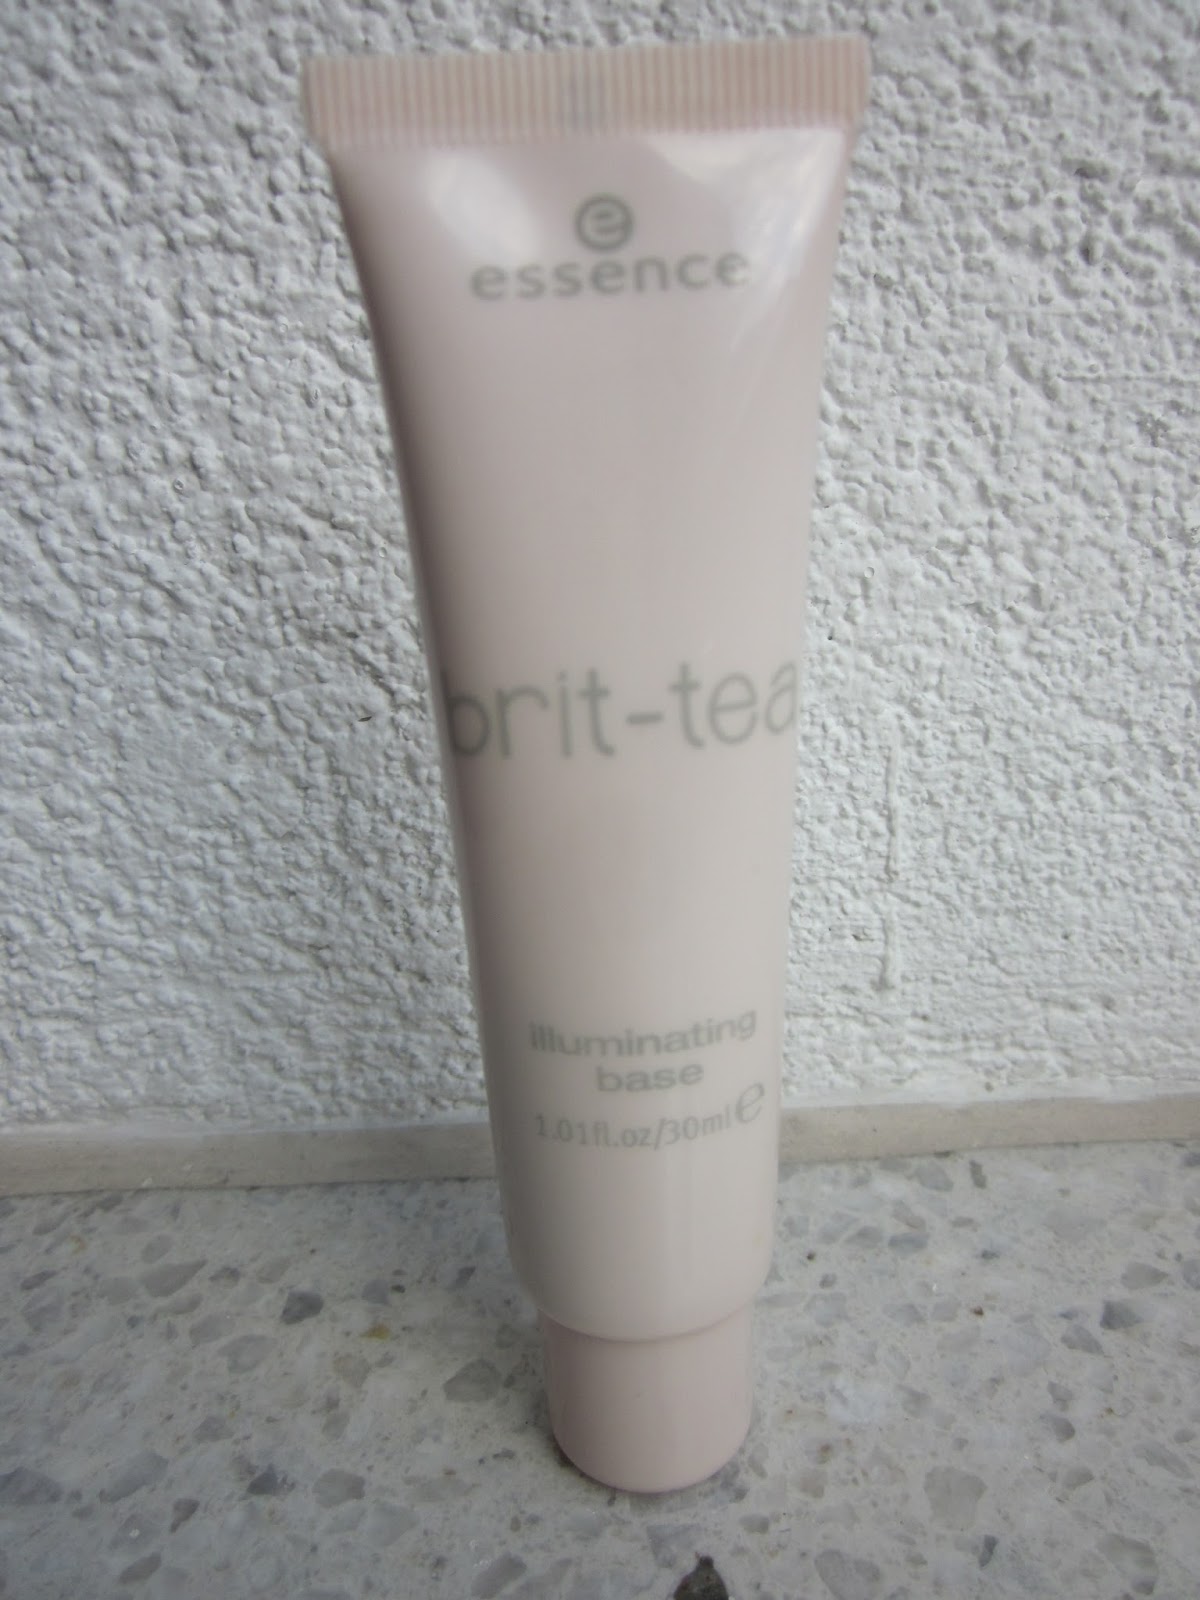 e
essence
brit-tea
illuminating
base
1.01fl.oz/30ml e